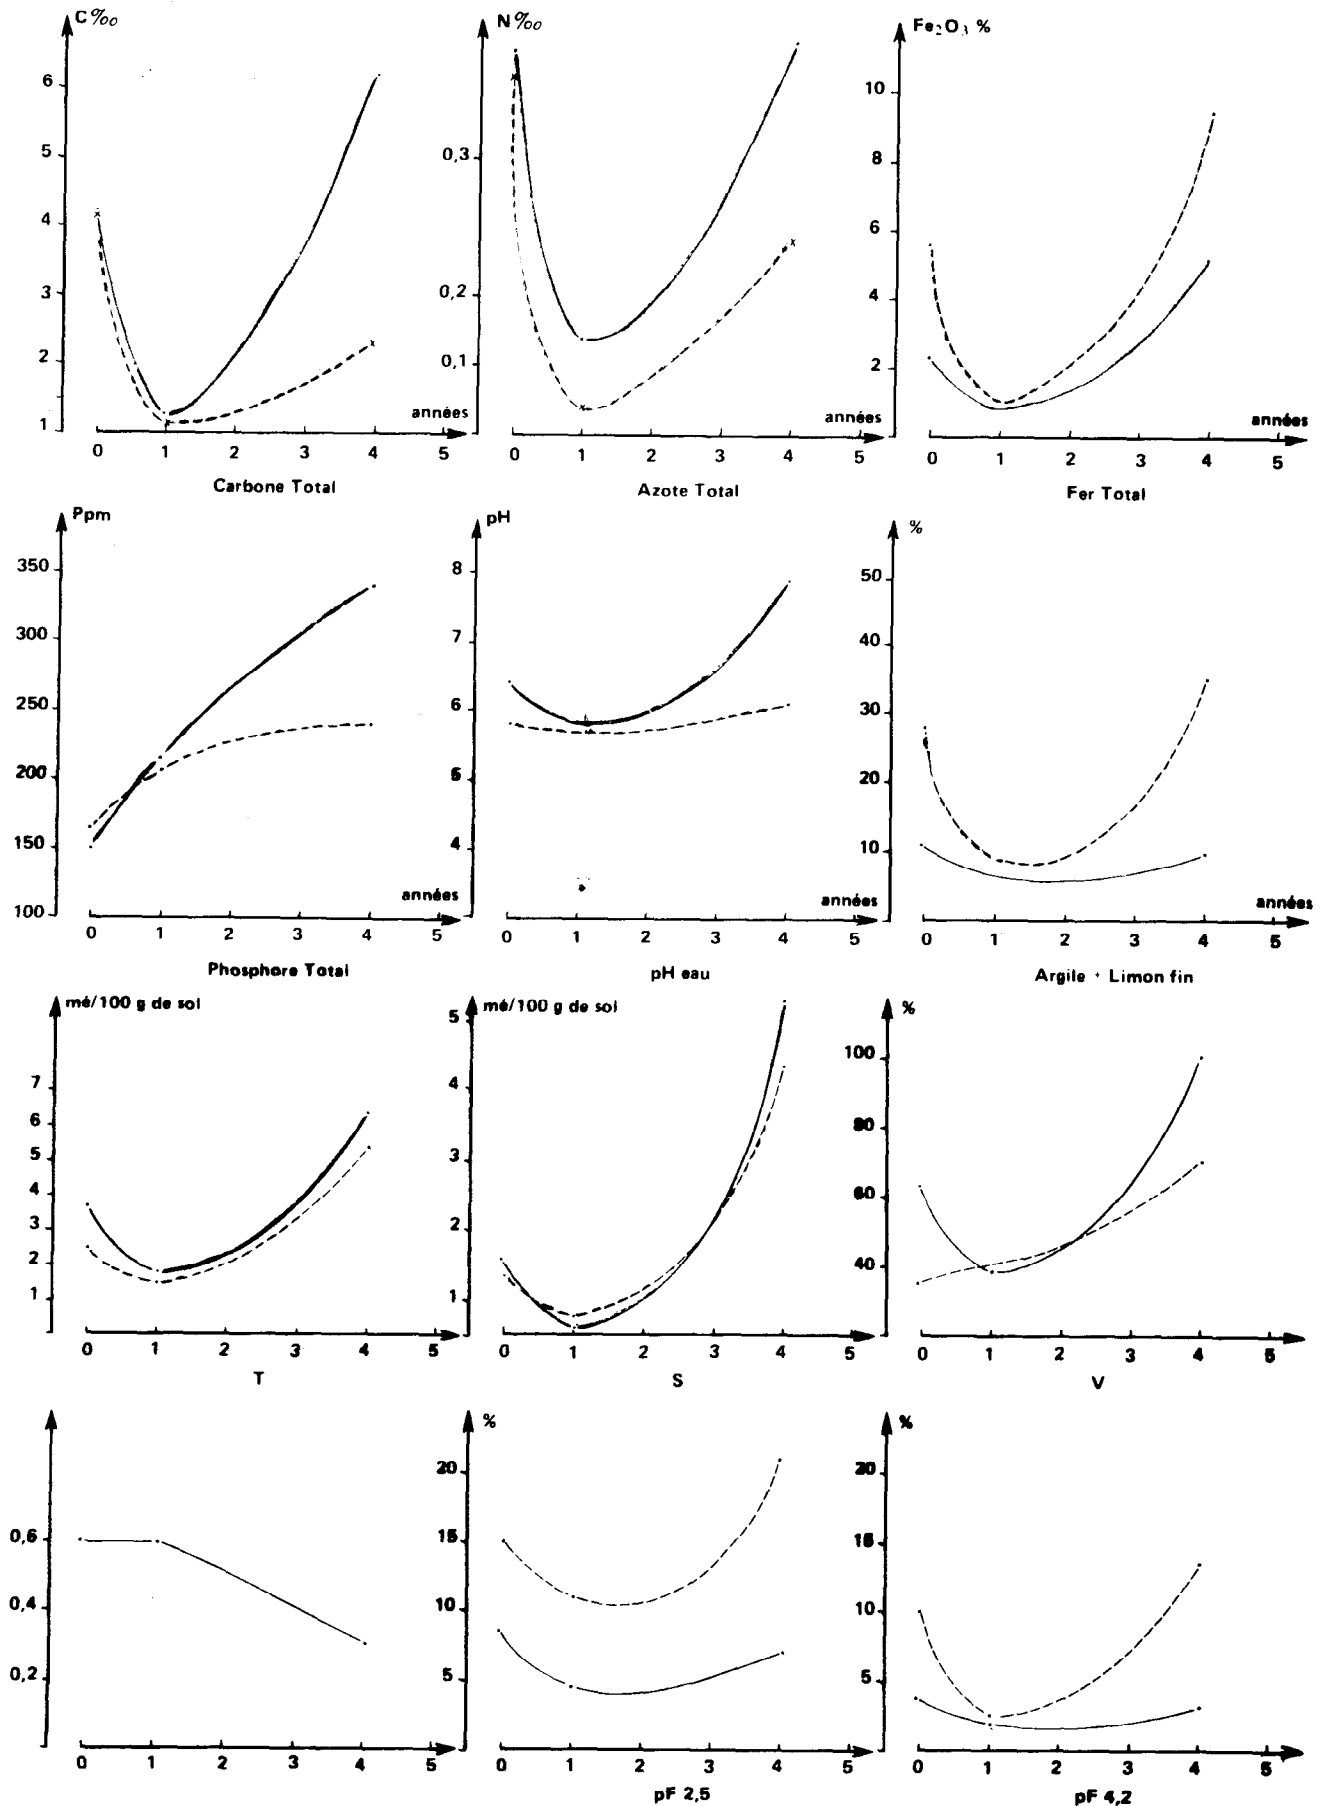 C‰
6
5
4
3
2
1
années
0 1 2 3 4 5
Carbone Total
N‰
0,3
0,2
0,1
années
0 1 2 3 4 5
Azote Total
Fe2O3 %
10
8
6
4
2
années
0 1 2 3 4 5
Fer Total
Ppm
350
300
250
200
150
100
années
0 1 2 3 4 5
Phosphore Total
pH
8
7
6
5
4
0 1 2 3 4 5
pH eau
%
50
40
30
20
10
années
années
0 1 2 3 4 5
Argile + Limon fin
mé/100 g de sol
7
6
5
4
3
2
1
0 1 2 3 4 5
T
mé/100 g de sol
5
4
3
2
1
0 1 2 3 4 5
S
%
100
80
60
40
0 1 2 3 4 5
V
0,6
0,4
0,2
0 1 2 3 4 5
%
20
15
10
5
0 1 2 3 4 5
pF 2,5
%
20
15
10
5
0 1 2 3 4 5
pF 4,2